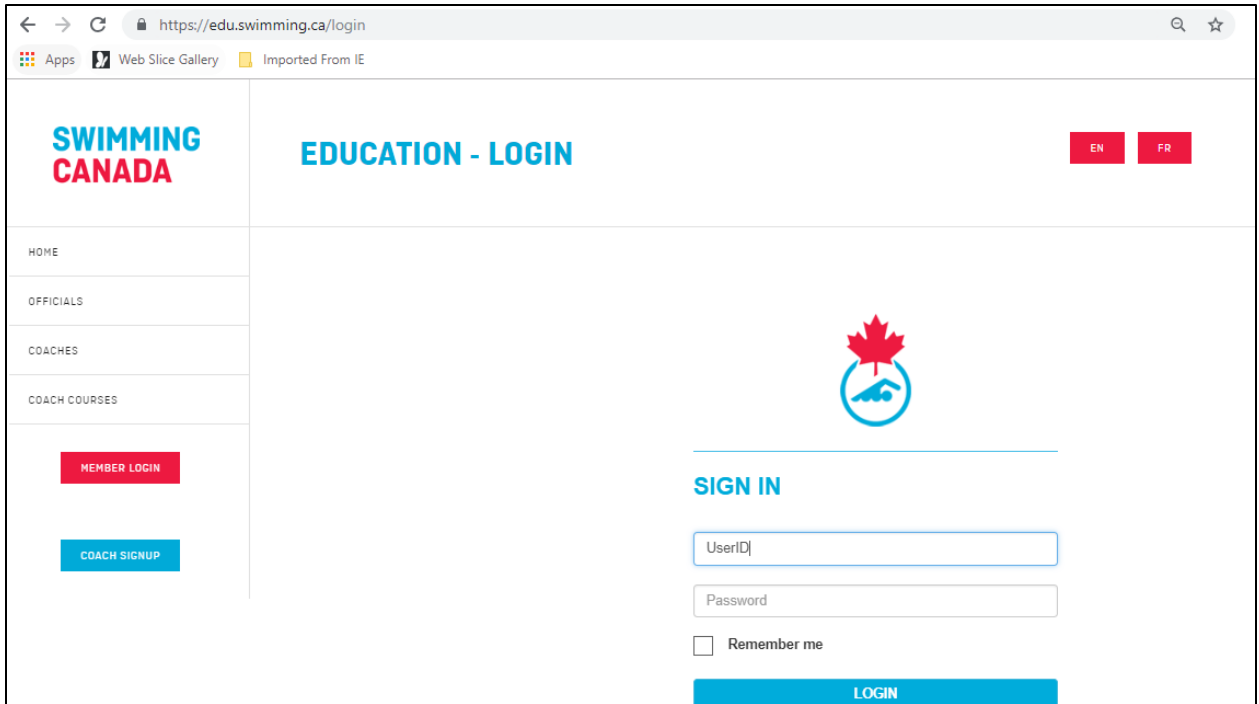 https://edu.swimming.ca/login
Apps Web Slice Gallery Imported From IE
SWIMMING
CANADA
EDUCATION - LOGIN
EN FR
HOME
OFFICIALS
COACHES
COACH COURSES
MEMBER LOGIN
COACH SIGNUP
SIGN IN
UserID
Password
Remember me
LOGIN